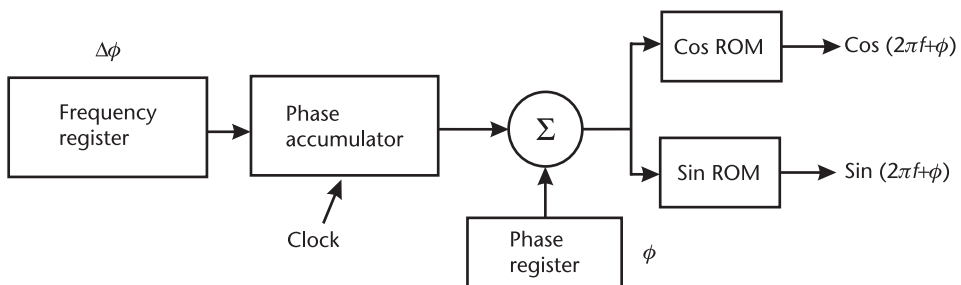 Δϕ
Frequency
register
Phase
accumulator
Clock
Σ
Phase
register
ϕ
Cos ROM
Cos (2πf+ϕ)
Sin ROM
Sin (2πf+ϕ)